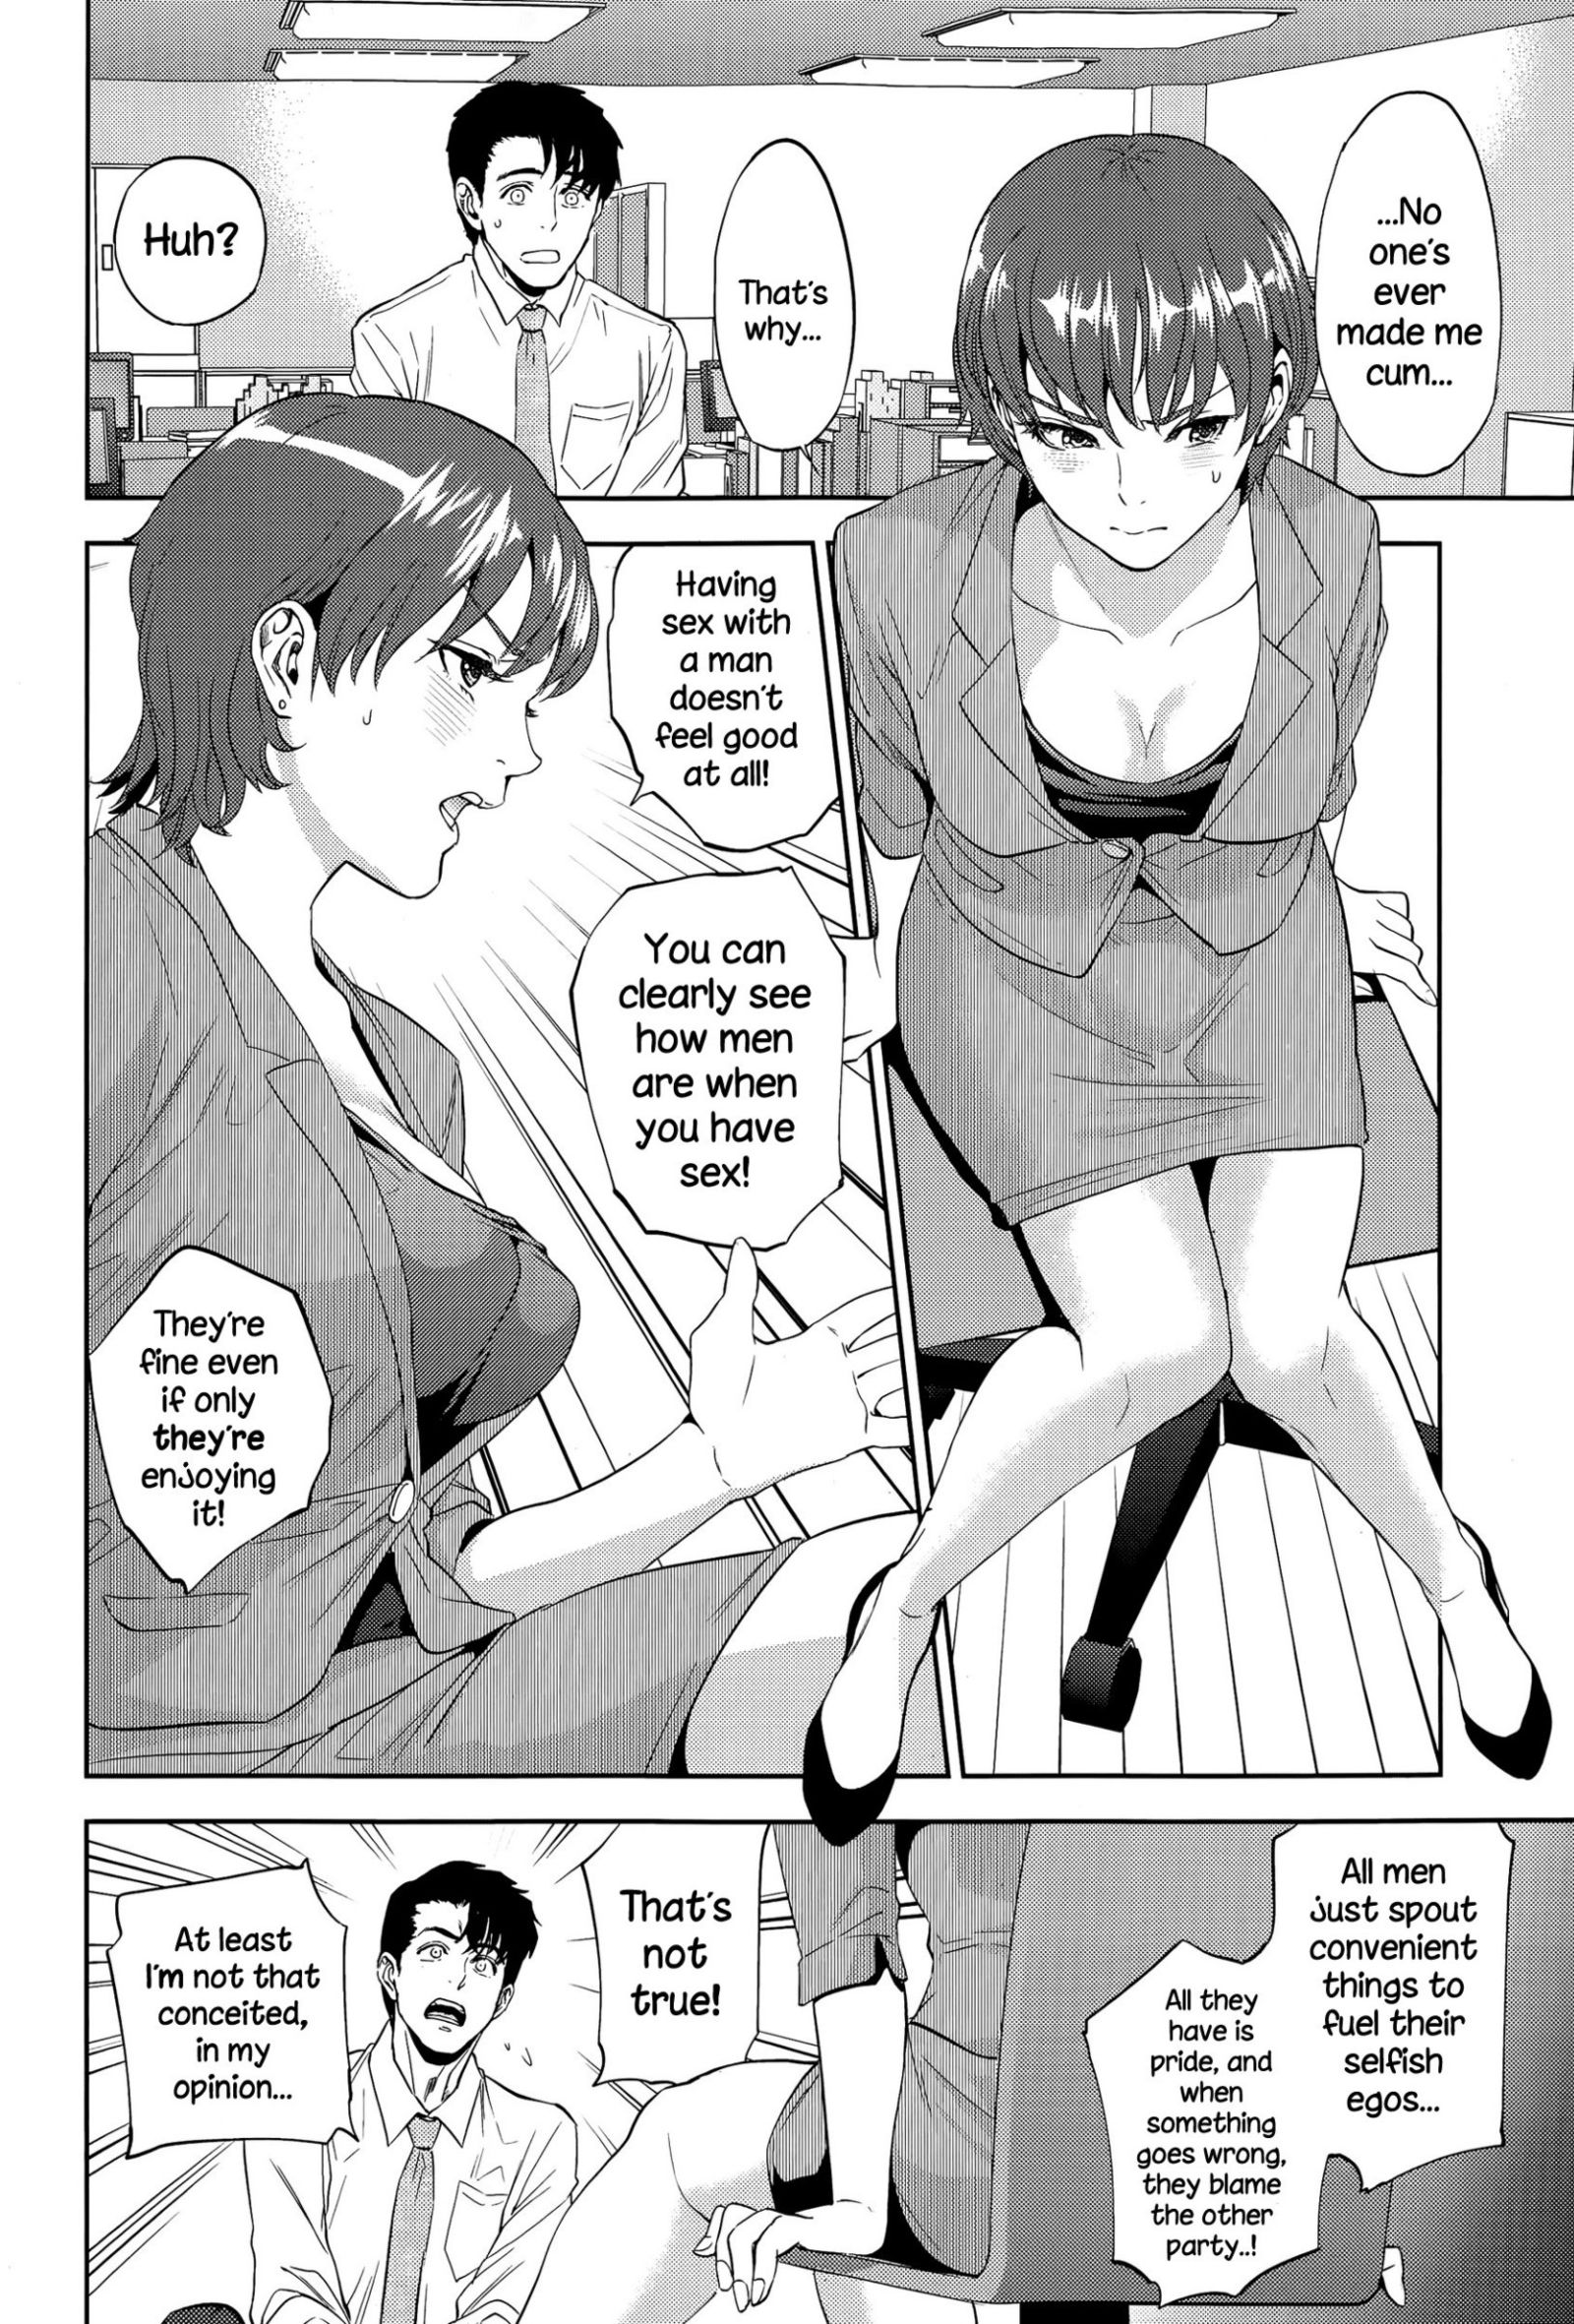 ...No
one's
ever
made me
cum...
That's
why...
Huh?
Having
sex with
a man
doesn't
feel good
at all!
You can
clearly see
how men
are when
you have
sex!
They're
fine even
if only
they're
enjoying
it!
All men
just spout
convenient
things to
fuel their
selfish
egos...
All they
have is
pride, and
when
something
goes wrong,
they blame
the other
party..!
That's
not
true!
At least
I'm not that
conceited,
in my
opinion...